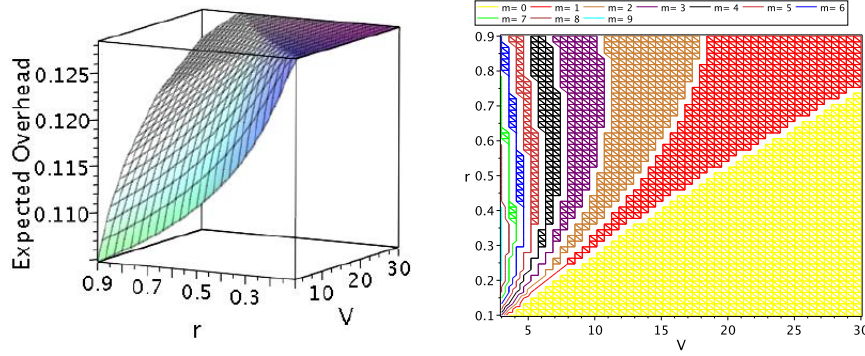 Expected Overhead
0.125
0.120
0.115
0.110
0.9
0.7
0.5
0.3
r
10
20
30
V
m= 0 m= 1 m= 2 m= 3 m= 4 m= 5 m= 6
m= 7 m= 8 m= 9
0.9
0.8
0.7
0.6
r
0.5
0.4
0.3
0.2
0.1
5 10 15 20 25 30
V